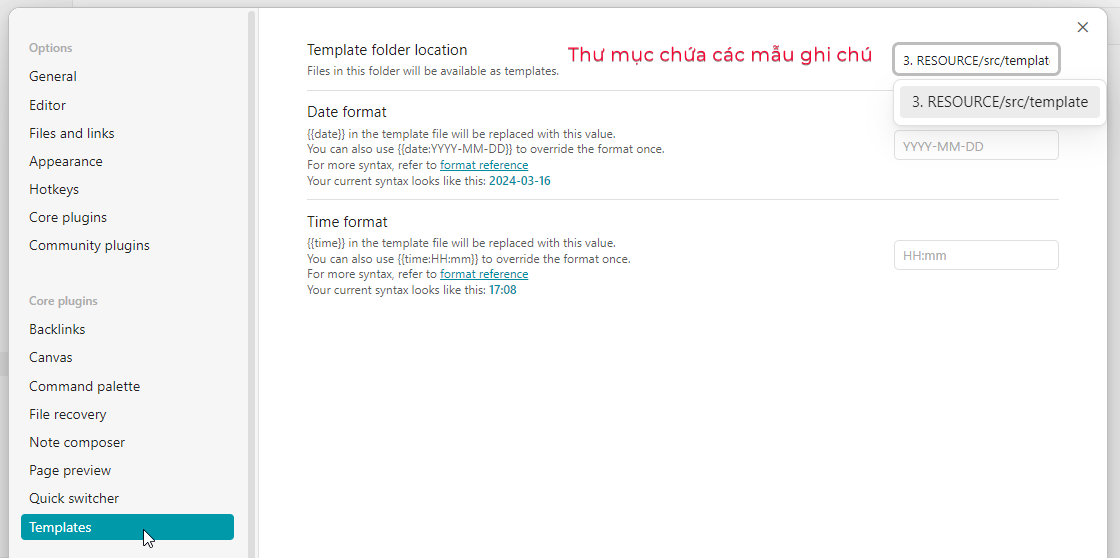 Options
General
Editor
Files and links
Appearance
Hotkeys
Core plugins
Community plugins
Core plugins
Backlinks
Canvas
Command palette
File recovery
Note composer
Page preview
Quick switcher
Templates
Template folder location
Files in this folder will be available as templates.
Thư mục chứa các mẫu ghi chú
3. RESOURCE/src/templat
3. RESOURCE/src/template
Date format
{{date}} in the template file will be replaced with this value.
You can also use {{date:YYYY-MM-DD}} to override the format once.
For more syntax, refer to format reference
Your current syntax looks like this: 2024-03-16
YYYY-MM-DD
Time format
{{time}} in the template file will be replaced with this value.
You can also use {{time:HH:mm}} to override the format once.
For more syntax, refer to format reference
Your current syntax looks like this: 17:08
HH:mm